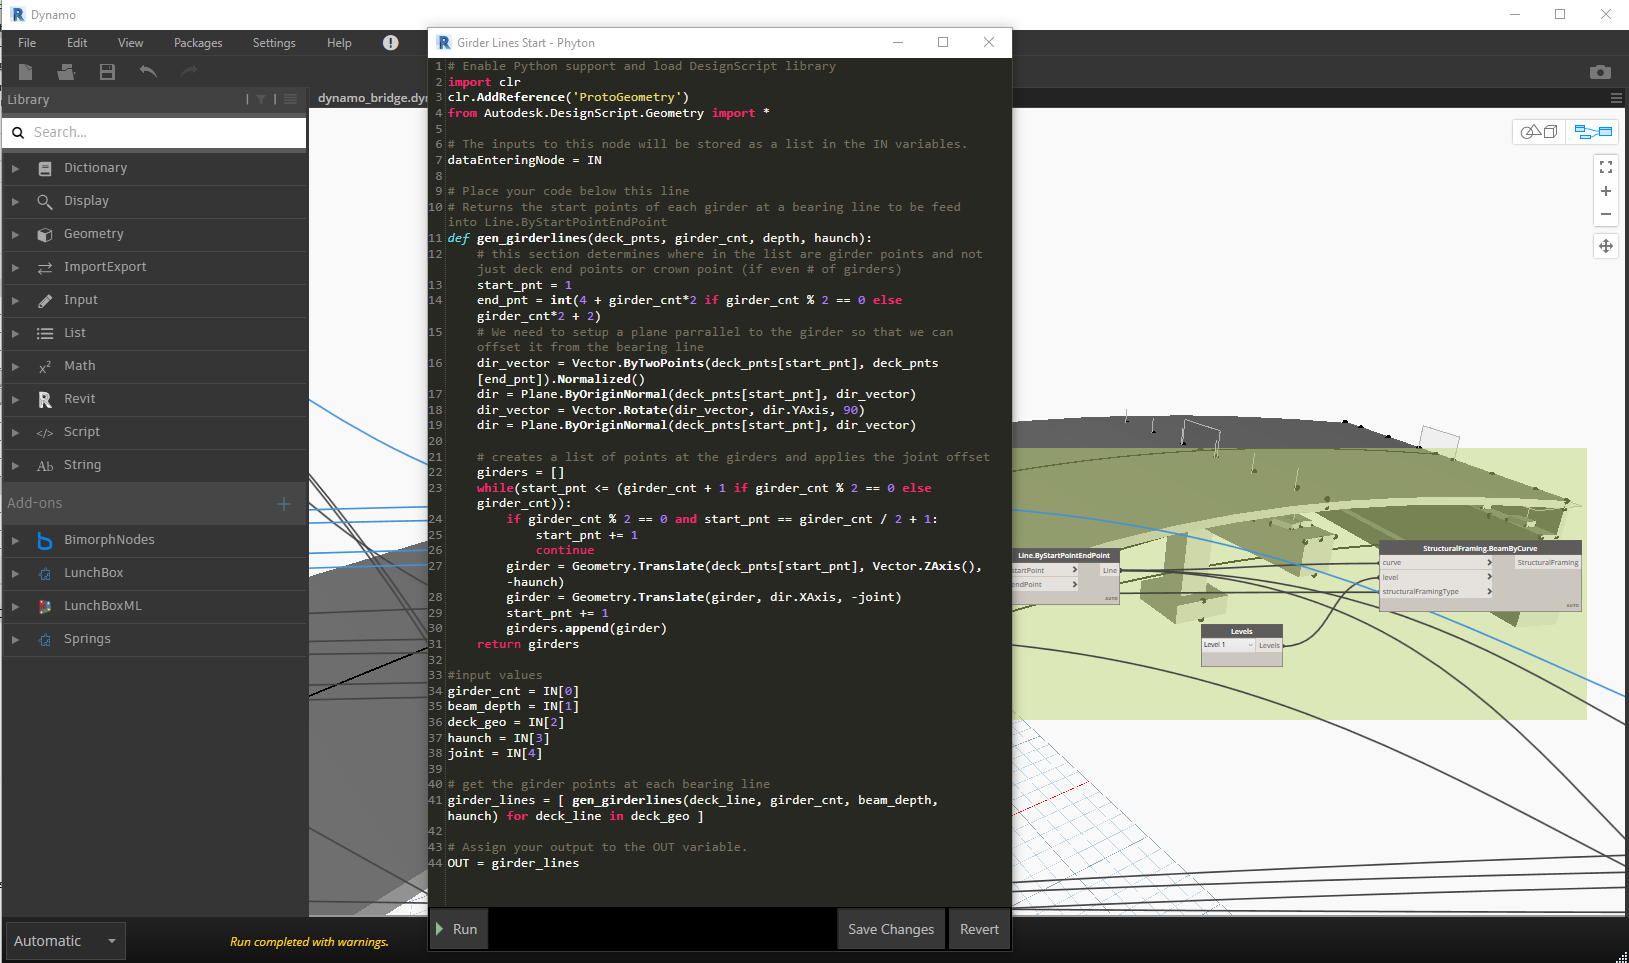 Dynamo
File Edit View Packages Settings Help
Library
Search...
Dictionary
Display
Geometry
ImportExport
Input
List
Math
Revit
Script
String
Add-ons
BimorphNodes
LunchBox
LunchBoxML
Springs
Automatic
Run completed with warnings.
dynamo_bridge.dyn
Girder Lines Start - Phyton
1 # Enable Python support and load DesignScript library
2 import clr
3 clr.AddReference('ProtoGeometry')
4 from Autodesk.DesignScript.Geometry import *
5
6 # The inputs to this node will be stored as a list in the IN variables.
7 dataEnteringNode = IN
8
9 # Place your code below this line
10 # Returns the start points of each girder at a bearing line to be feed
into Line.ByStartPointEndPoint
11 def gen_girderlines(deck_pnts, girder_cnt, depth, haunch):
12 # this section determines where in the list are girder points and not
just deck end points or crown point (if even # of girders)
13 start_pnt = 1
14 end_pnt = int(4 + girder_cnt*2 if girder_cnt % 2 == 0 else
girder_cnt*2 + 2)
15 # We need to setup a plane parrallel to the girder so that we can
offset it from the bearing line
16 dir_vector = Vector.ByTwoPoints(deck_pnts[start_pnt], deck_pnts
[end_pnt]).Normalized()
17 dir = Plane.ByOriginNormal(deck_pnts[start_pnt], dir_vector)
18 dir_vector = Vector.Rotate(dir_vector, dir.YAxis, 90)
19 dir = Plane.ByOriginNormal(deck_pnts[start_pnt], dir_vector)
20
21 # creates a list of points at the girders and applies the joint offset
22 girders = []
23 while(start_pnt <= (girder_cnt + 1 if girder_cnt % 2 == 0 else
girder_cnt)):
24 if girder_cnt % 2 == 0 and start_pnt == girder_cnt / 2 + 1:
25 start_pnt += 1
26 continue
27 girder = Geometry.Translate(deck_pnts[start_pnt], Vector.ZAxis(),
-haunch)
28 girder = Geometry.Translate(girder, dir.XAxis, -joint)
29 start_pnt += 1
30 girders.append(girder)
31 return girders
32
33 #input values
34 girder_cnt = IN[0]
35 beam_depth = IN[1]
36 deck_geo = IN[2]
37 haunch = IN[3]
38 joint = IN[4]
39
40 # get the girder points at each bearing line
41 girder_lines = [ gen_girderlines(deck_line, girder_cnt, beam_depth,
haunch) for deck_line in deck_geo ]
42
43 # Assign your output to the OUT variable.
44 OUT = girder_lines
Run Save Changes Revert
Line.ByStartPointEndPoint
startPoint > Line
endPoint >
AUTO
Levels
Level 1 Levels
StructuralFraming.BeamByCurve
curve > StructuralFraming
level >
structuralFramingType >
AUTO